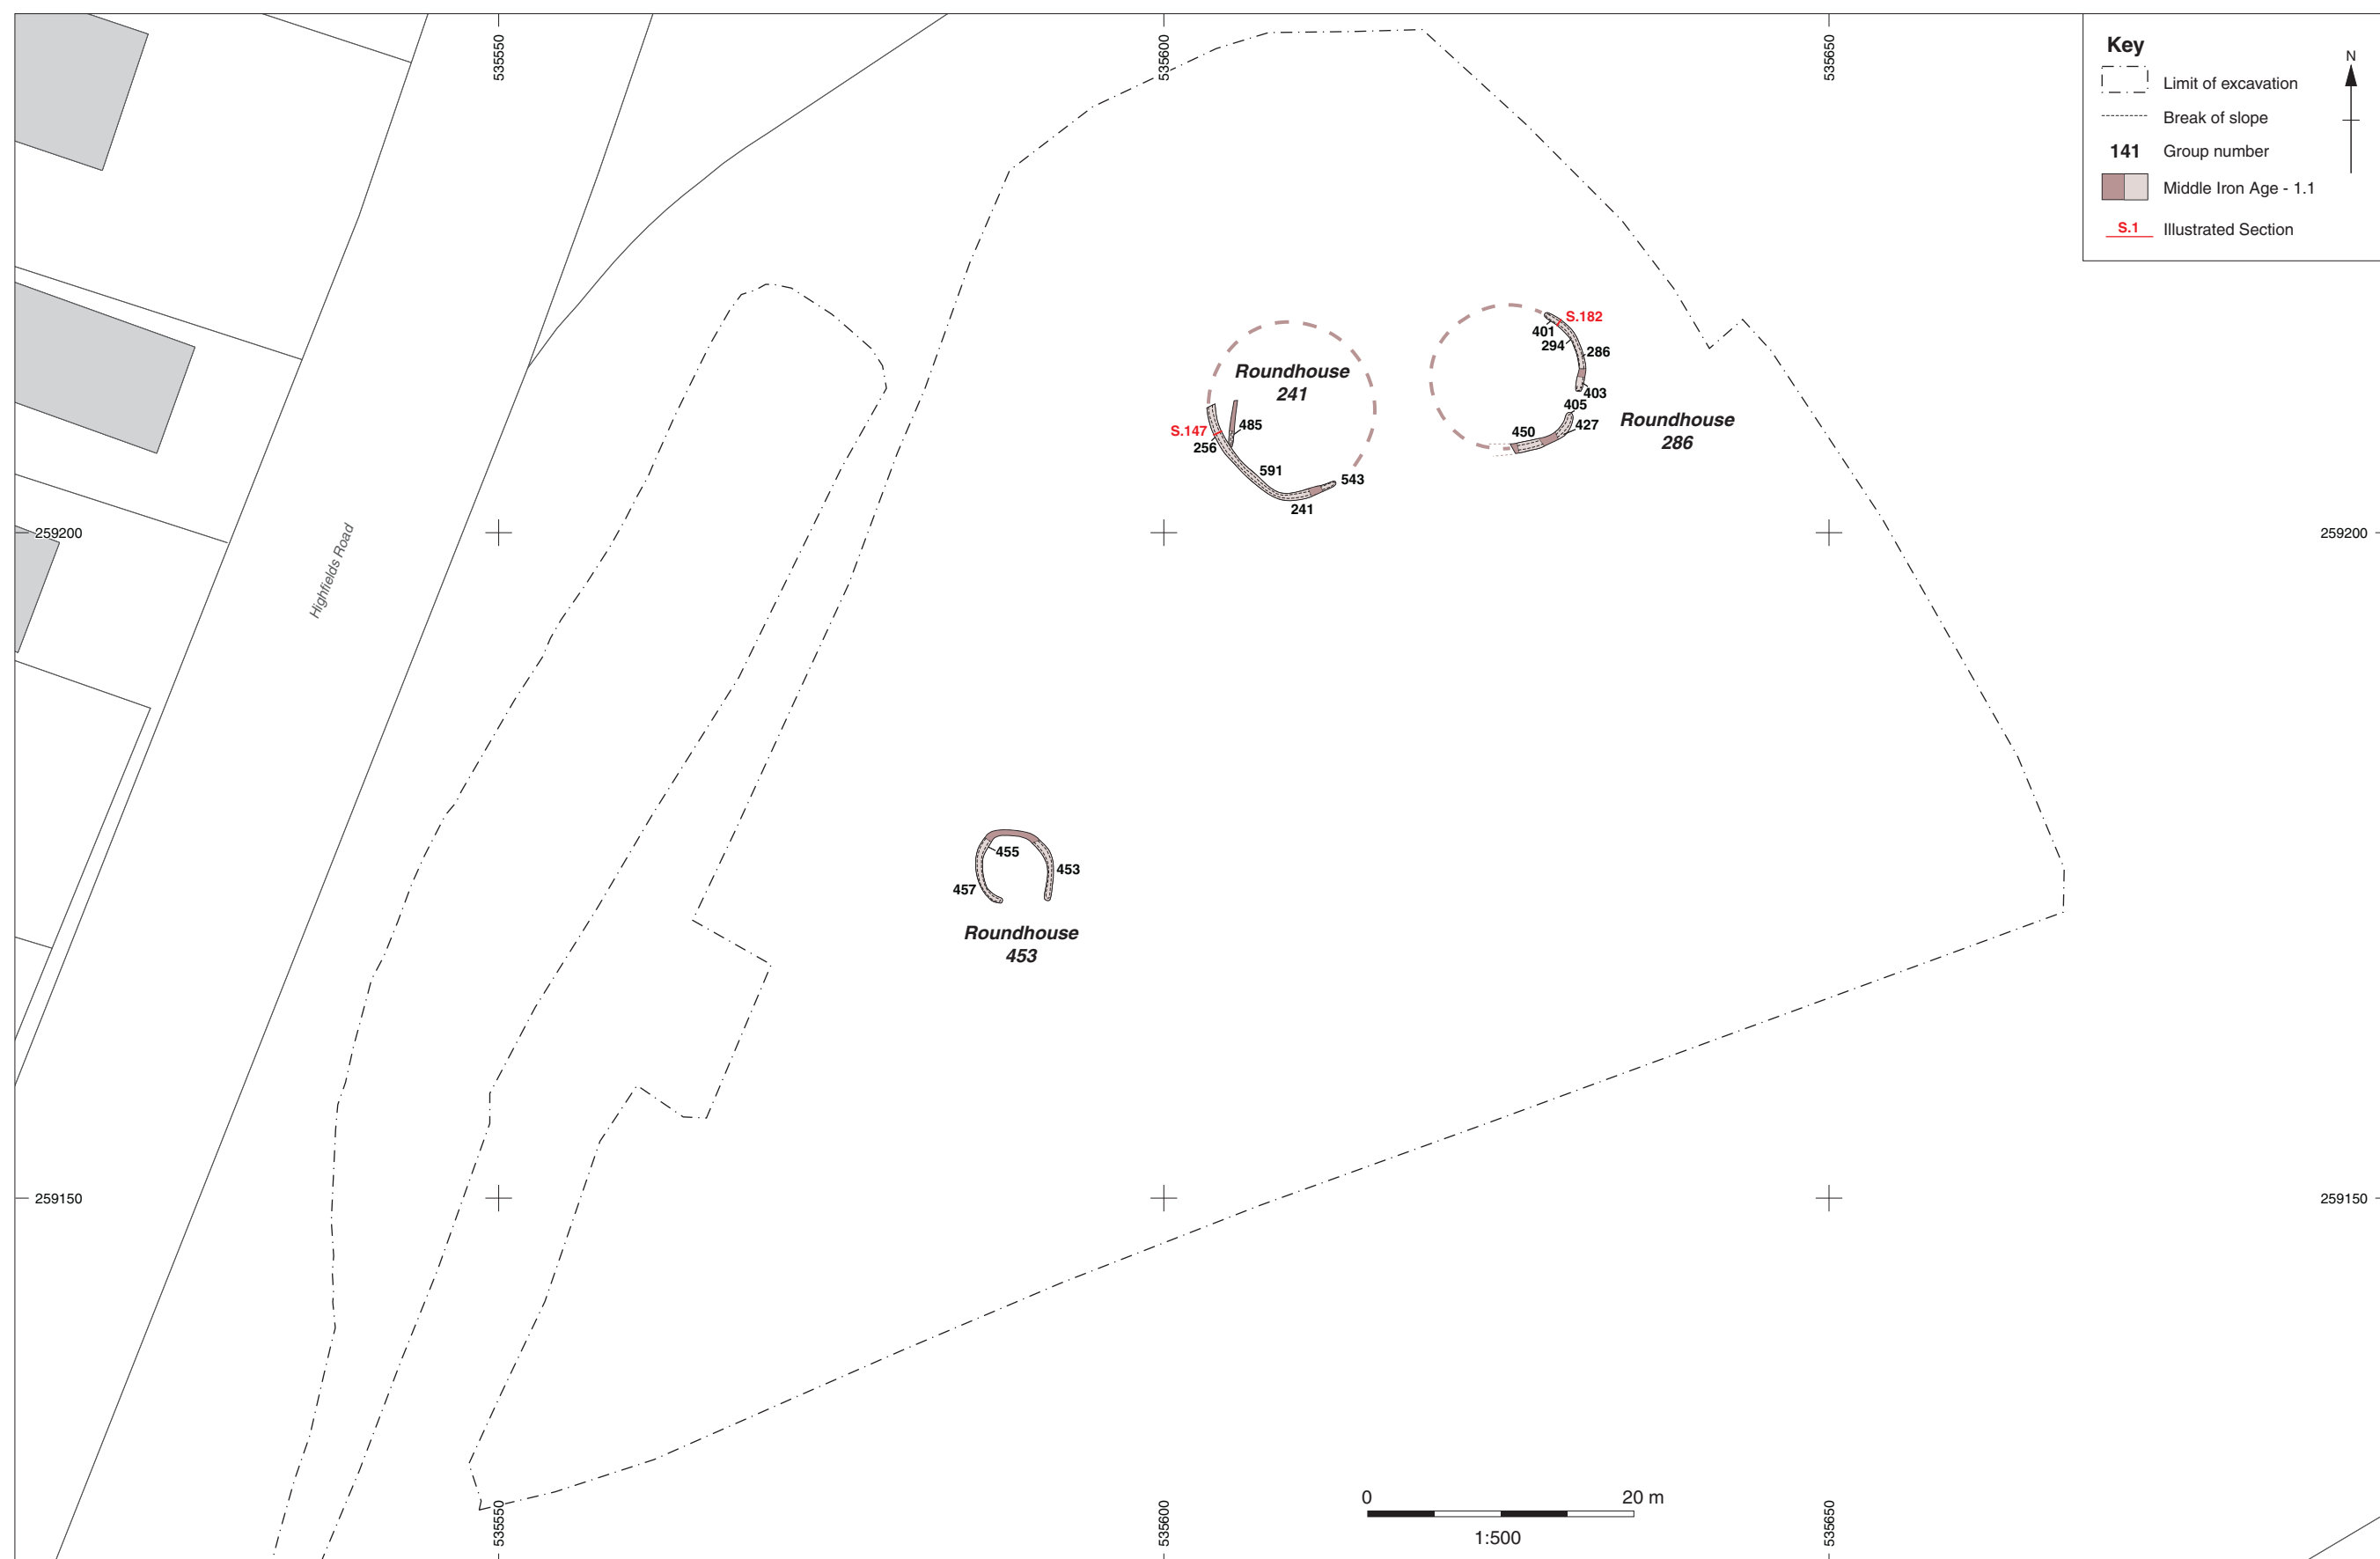 535550
535600
535650
Key
N
Limit of excavation
Break of slope
141 Group number
Middle Iron Age - 1.1
S.1 Illustrated Section
S.182
401
294
286
403
405
427
450
Roundhouse
286
Roundhouse
241
S.147
485
256
591
543
241
259200
259200
Highfields Road
455
453
457
Roundhouse
453
259150
259150
0 20 m
1:500
535550
535600
535650